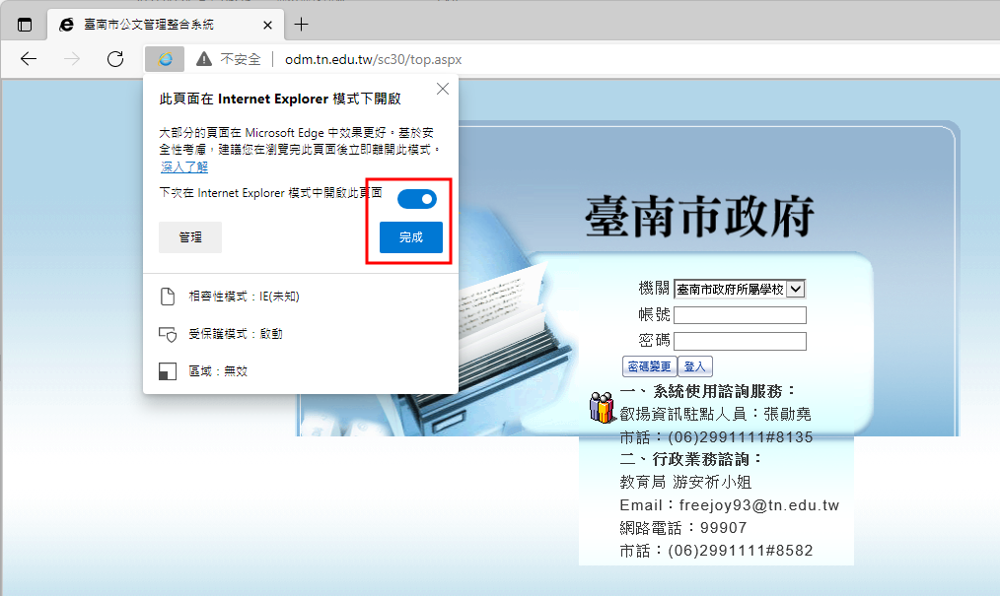 臺南市公文管理整合系統
不安全
odm.tn.edu.tw/sc30/top.aspx
此頁面在 Internet Explorer 模式下開啟
大部分的頁面在 Microsoft Edge 中效果更好。基於安
全性考慮，建議您在瀏覽完此頁面後立即離開此模式。
深入了解
下次在 Internet Explorer 模式中開啟此頁面
管理
完成
相容性模式：IE(未知)
受保護模式：啟動
區域：無效
臺南市政府
機關 臺南市政府所屬學校
帳號
密碼
密碼變更 登入
一、系統使用諮詢服務：
叡揚資訊駐點人員：張勛堯
市話：(06)2991111#8135
二、行政業務諮詢：
教育局 游安祈小姐
Email：freejoy93@tn.edu.tw
網路電話：99907
市話：(06)2991111#8582